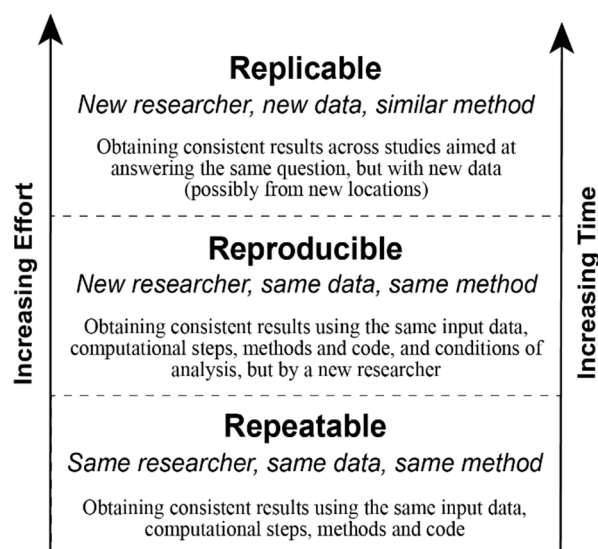 Replicable
New researcher, new data, similar method
Obtaining consistent results across studies aimed at
answering the same question, but with new data
(possibly from new locations)
Reproducible
New researcher, same data, same method
Obtaining consistent results using the same input data,
computational steps, methods and code, and conditions of
analysis, but by a new researcher
Repeatable
Same researcher, same data, same method
Obtaining consistent results using the same input data,
computational steps, methods and code
Increasing Effort
Increasing Time